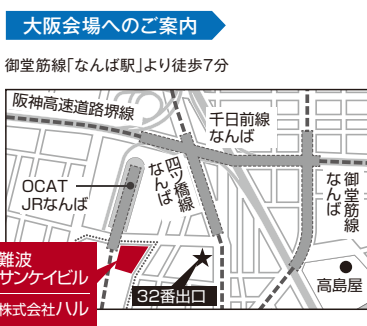 大阪会場へのご案内
御堂筋線「なんば駅」より徒歩7分
阪神高速道路堺線
千日前線
なんば
四ツ橋線
なんば
御堂筋線
なんば
OCAT
JRなんば
難波
サンケイビル
株式会社ハル
32番出口
高島屋